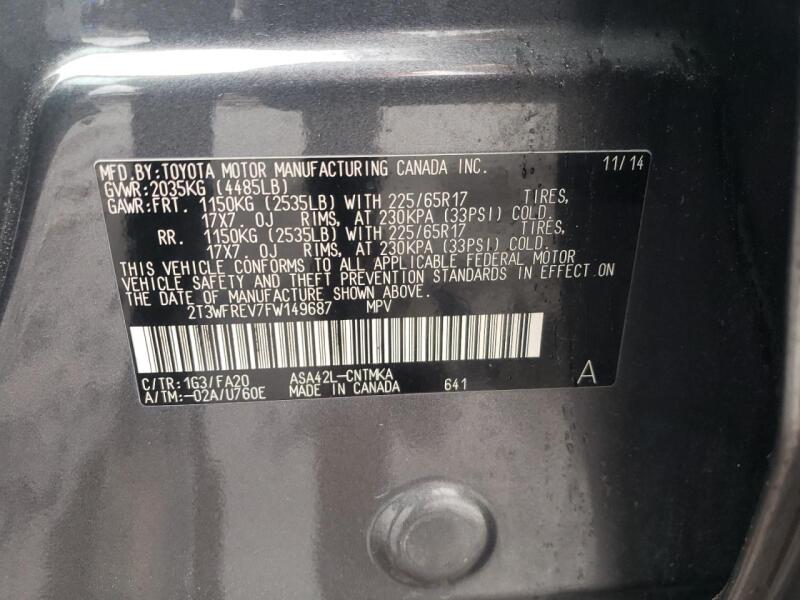 MFD.BY:TOYOTA MOTOR MANUFACTURING CANADA INC. 11/14
GVWR:2035KG (4485LB)
GAWR:FRT. 1150KG (2535LB) WITH 225/65R17 TIRES,
17X7.0J RIMS, AT 230KPA (33PSI) COLD.
RR. 1150KG (2535LB) WITH 225/65R17 TIRES,
17X7.0J RIMS, AT 230KPA (33PSI) COLD.
THIS VEHICLE CONFORMS TO ALL APPLICABLE FEDERAL MOTOR
VEHICLE SAFETY AND THEFT PREVENTION STANDARDS IN EFFECT ON
THE DATE OF MANUFACTURE SHOWN ABOVE.
2T3WFREV7FW149687 MPV
C/TR:1G3/FA20 ASA42L-CNTMKA
A/TM:-02A/U760E MADE IN CANADA 641 A